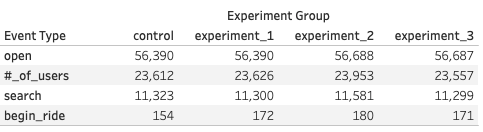 Experiment Group
Event Type control experiment_1 experiment_2 experiment_3
open 56,390 56,390 56,688 56,687
#_of_users 23,612 23,626 23,953 23,557
search 11,323 11,300 11,581 11,299
begin_ride 154 172 180 171